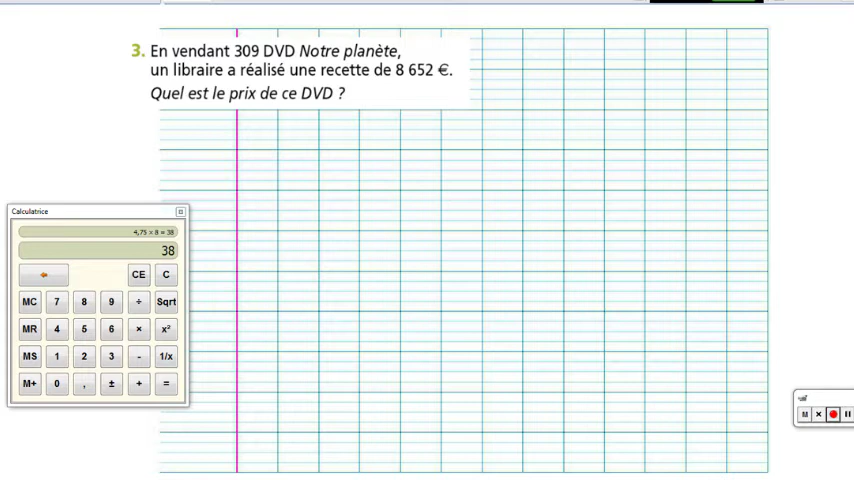 3. En vendant 309 DVD Notre planète,
un libraire a réalisé une recette de 8 652 €.
Quel est le prix de ce DVD ?
Calculatrice
4,75 × 8 = 38
38
CE C
MC 7 8 9 ÷ Sqrt
MR 4 5 6 × x²
MS 1 2 3 - 1/x
M+ 0 , ± + =
M